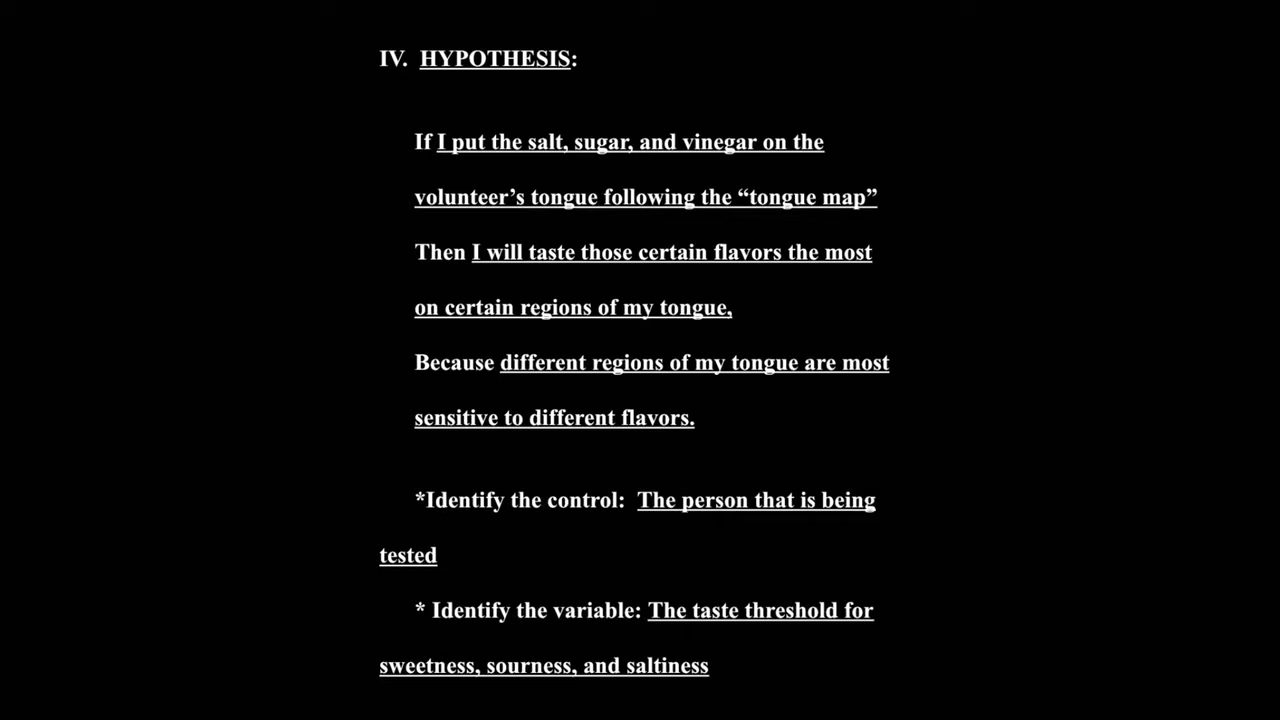 IV. HYPOTHESIS:
If I put the salt, sugar, and vinegar on the
volunteer’s tongue following the “tongue map”
Then I will taste those certain flavors the most
on certain regions of my tongue,
Because different regions of my tongue are most
sensitive to different flavors.
*Identify the control: The person that is being
tested
* Identify the variable: The taste threshold for
sweetness, sourness, and saltiness